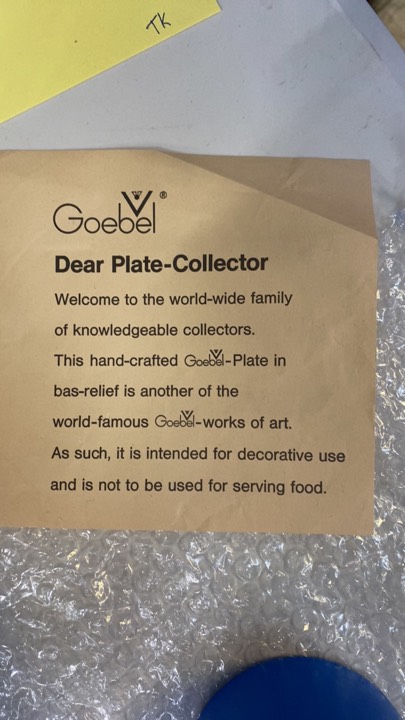 TK
Goebel ®
Dear Plate-Collector
Welcome to the world-wide family
of knowledgeable collectors.
This hand-crafted Goebel-Plate in
bas-relief is another of the
world-famous Goebel-works of art.
As such, it is intended for decorative use
and is not to be used for serving food.